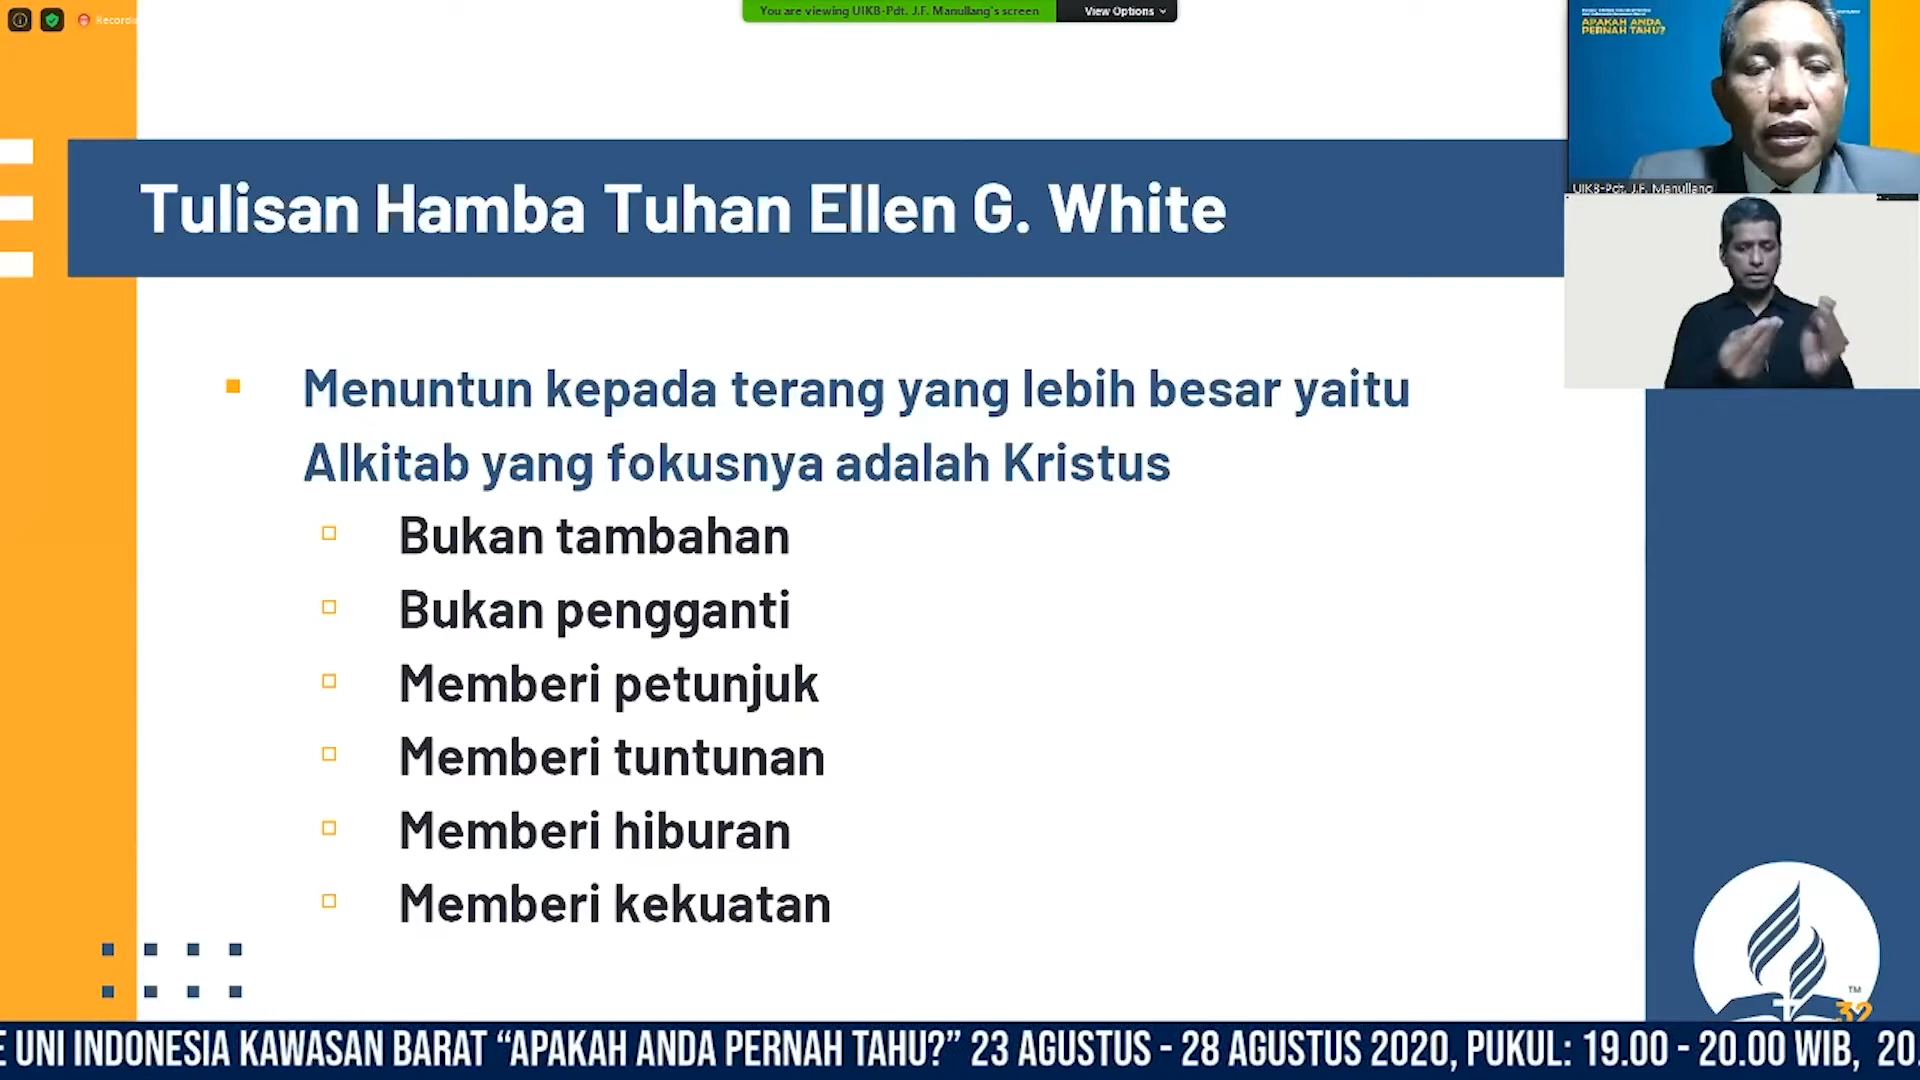 You are viewing UIKB-Pdt. J.F. Manullang's screen
View Options
APAKAH ANDA
PERNAH TAHU?
UIKB-Pdt. J.F. Manullang
Tulisan Hamba Tuhan Ellen G. White
Menuntun kepada terang yang lebih besar yaitu
Alkitab yang fokusnya adalah Kristus
Bukan tambahan
Bukan pengganti
Memberi petunjuk
Memberi tuntunan
Memberi hiburan
Memberi kekuatan
TM
32
E UNI INDONESIA KAWASAN BARAT “APAKAH ANDA PERNAH TAHU?” 23 AGUSTUS - 28 AGUSTUS 2020, PUKUL: 19.00 - 20.00 WIB, 20.